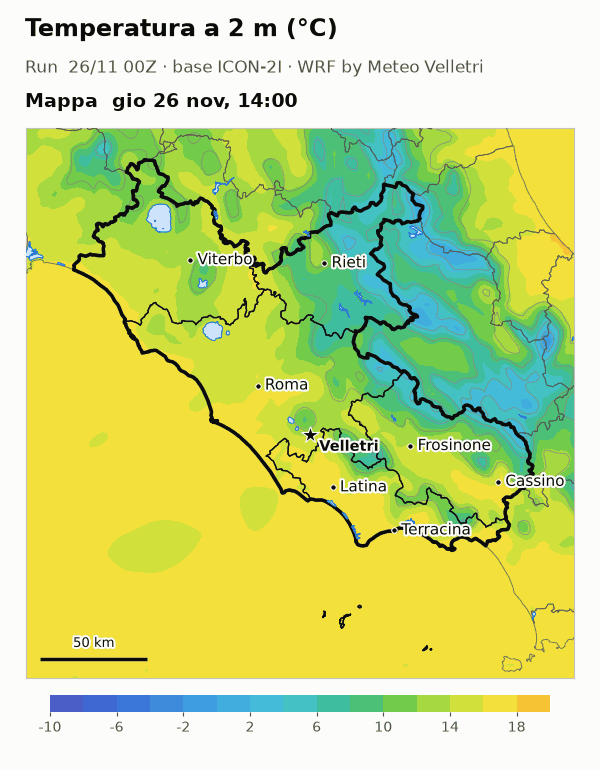 Temperatura a 2 m (°C)
Run  26/11 00Z · base ICON-2I · WRF by Meteo Velletri
Mappa  gio 26 nov, 14:00
Viterbo
Rieti
Roma
Velletri
Frosinone
Cassino
Latina
Terracina
50 km
-10 -6 -2 2 6 10 14 18